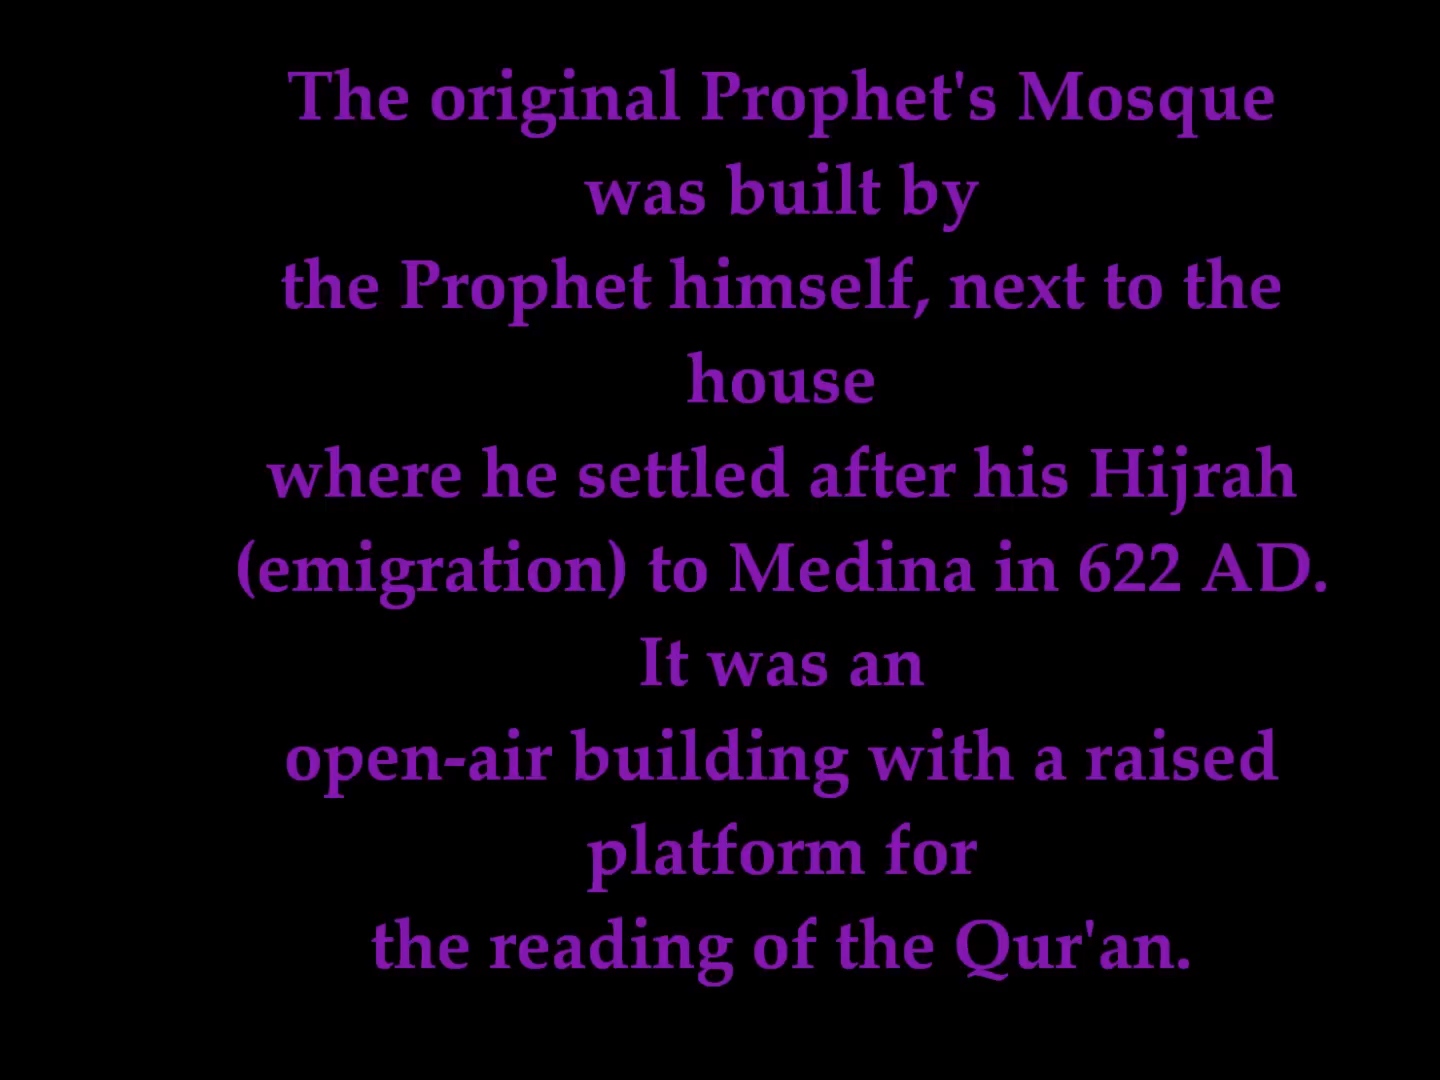 The original Prophet's Mosque
was built by
the Prophet himself, next to the
house
where he settled after his Hijrah
(emigration) to Medina in 622 AD.
It was an
open-air building with a raised
platform for
the reading of the Qur'an.